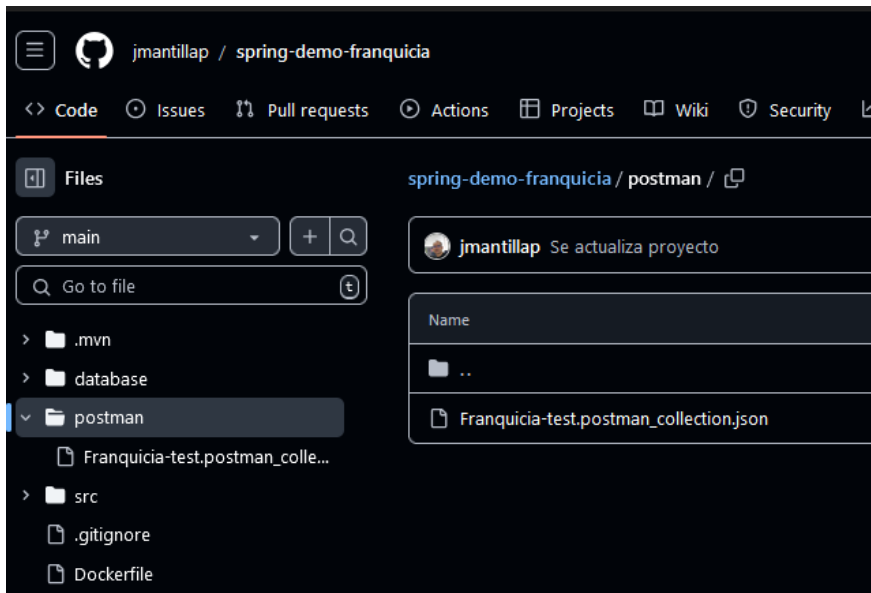 jmantillap / spring-demo-franquicia
<> Code Issues Pull requests Actions Projects Wiki Security
Files
spring-demo-franquicia / postman /
main
jmantillap Se actualiza proyecto
Go to file t
Name
.mvn
..
database
postman
Franquicia-test.postman_collection.json
Franquicia-test.postman_colle...
src
.gitignore
Dockerfile